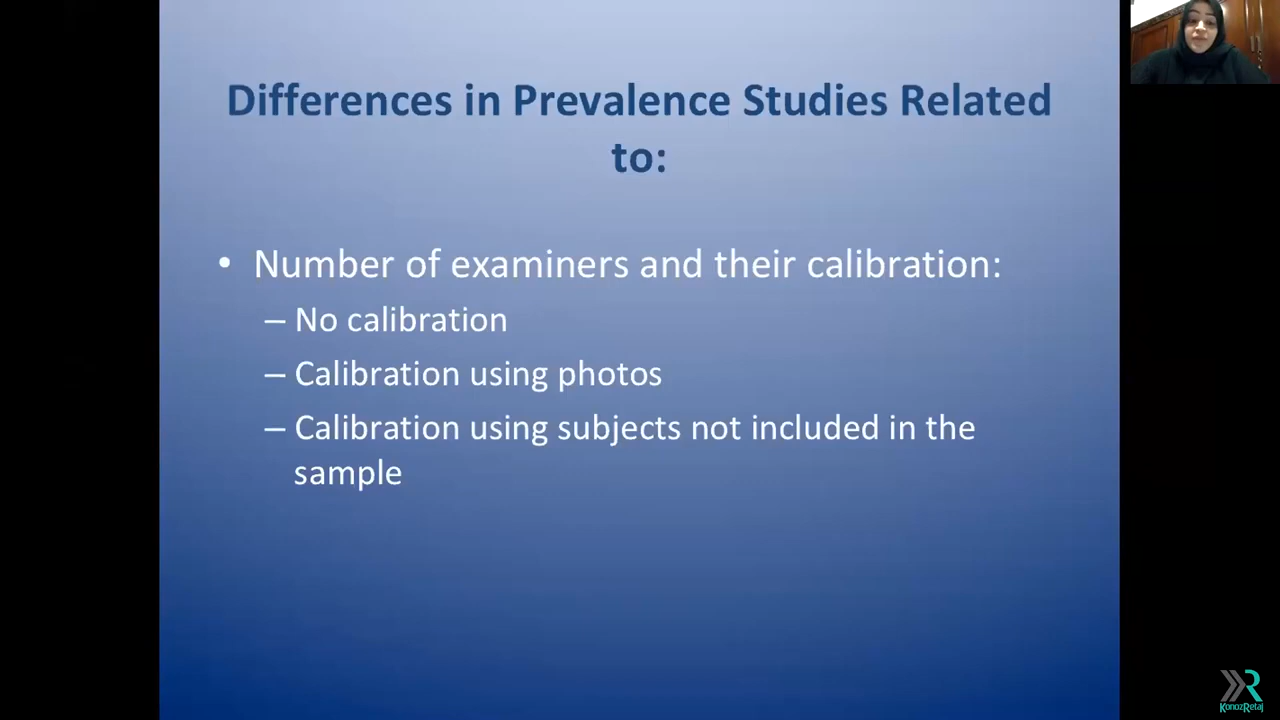 Differences in Prevalence Studies Related
to:
• Number of examiners and their calibration:
– No calibration
– Calibration using photos
– Calibration using subjects not included in the
sample
KonozRetaj